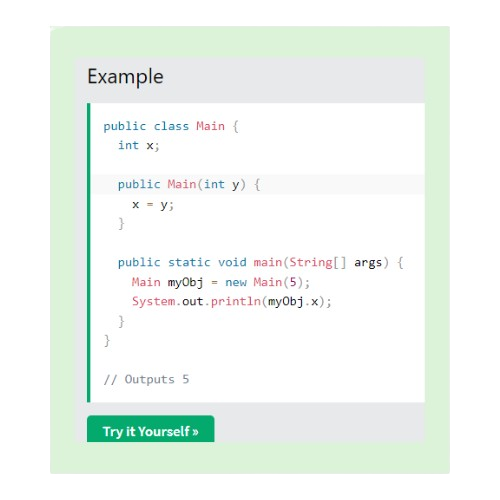 Example
public class Main {
  int x;
  public Main(int y) {
    x = y;
  }
  public static void main(String[] args) {
    Main myObj = new Main(5);
    System.out.println(myObj.x);
  }
}
// Outputs 5
Try it Yourself »